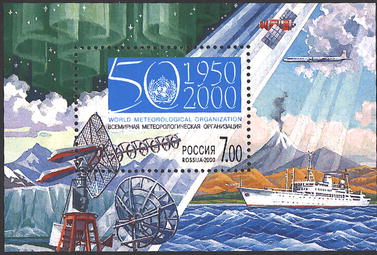 50 1950
2000
WORLD METEOROLOGICAL ORGANIZATION
ВСЕМИРНАЯ МЕТЕОРОЛОГИЧЕСКАЯ ОРГАНИЗАЦИЯ
РОССИЯ 7.00
ROSSIJA•2000